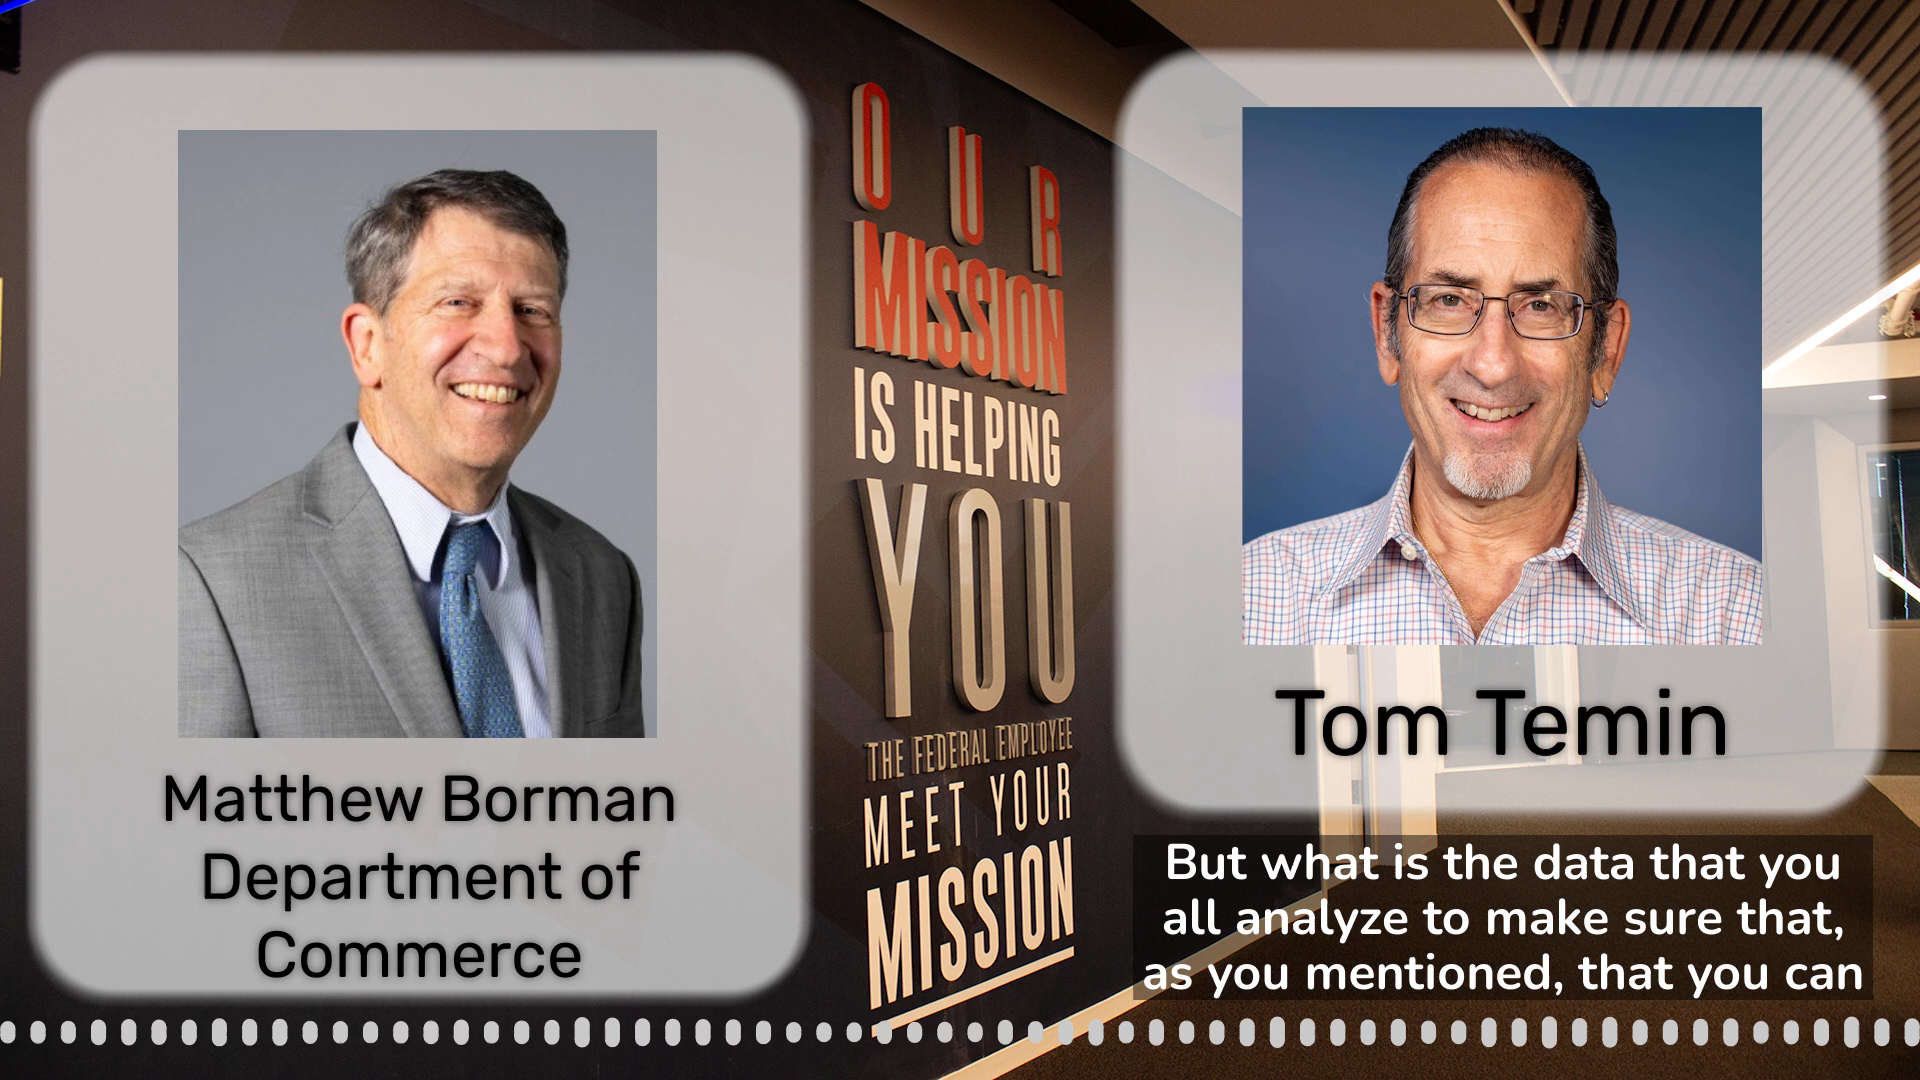 Matthew Borman
Department of
Commerce
OUR
MISSION
IS HELPING
YOU
THE FEDERAL EMPLOYEE
MEET YOUR
MISSION
Tom Temin
But what is the data that you
all analyze to make sure that,
as you mentioned, that you can